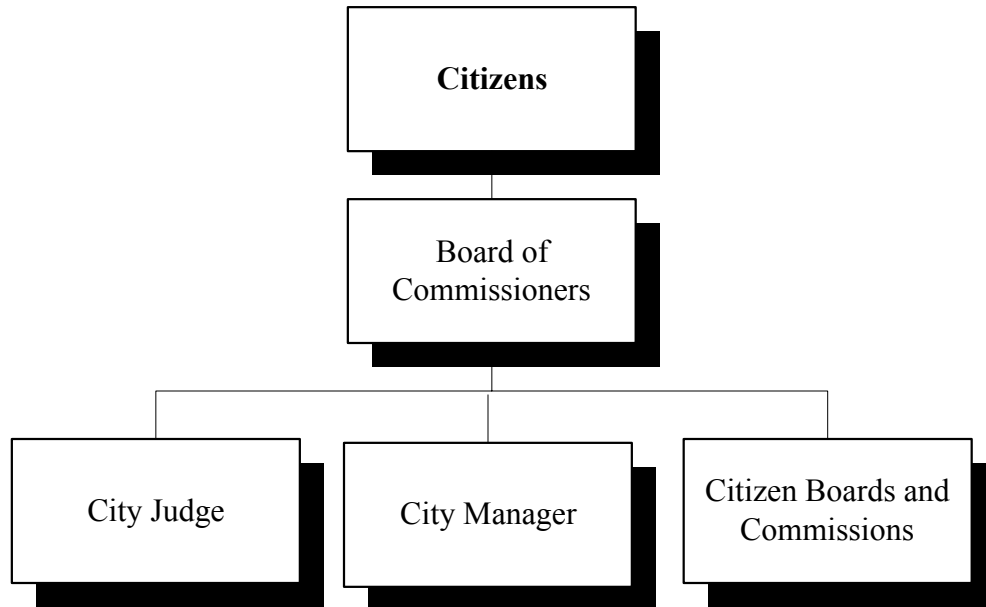 Citizens
Board of
Commissioners
City Judge
City Manager
Citizen Boards and
Commissions